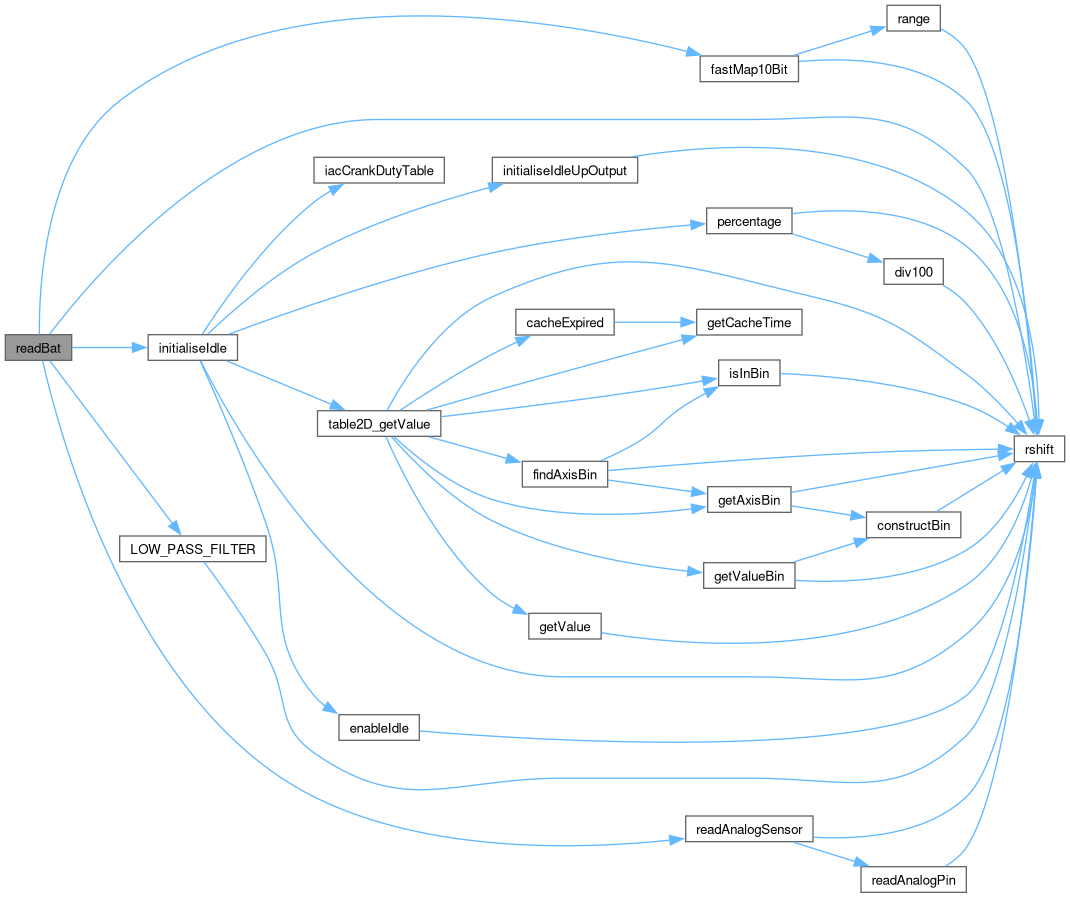 range
fastMap10Bit
iacCrankDutyTable
initialiseIdleUpOutput
percentage
div100
cacheExpired
getCacheTime
readBat
initialiseIdle
isInBin
table2D_getValue
rshift
findAxisBin
getAxisBin
constructBin
LOW_PASS_FILTER
getValueBin
getValue
enableIdle
readAnalogSensor
readAnalogPin